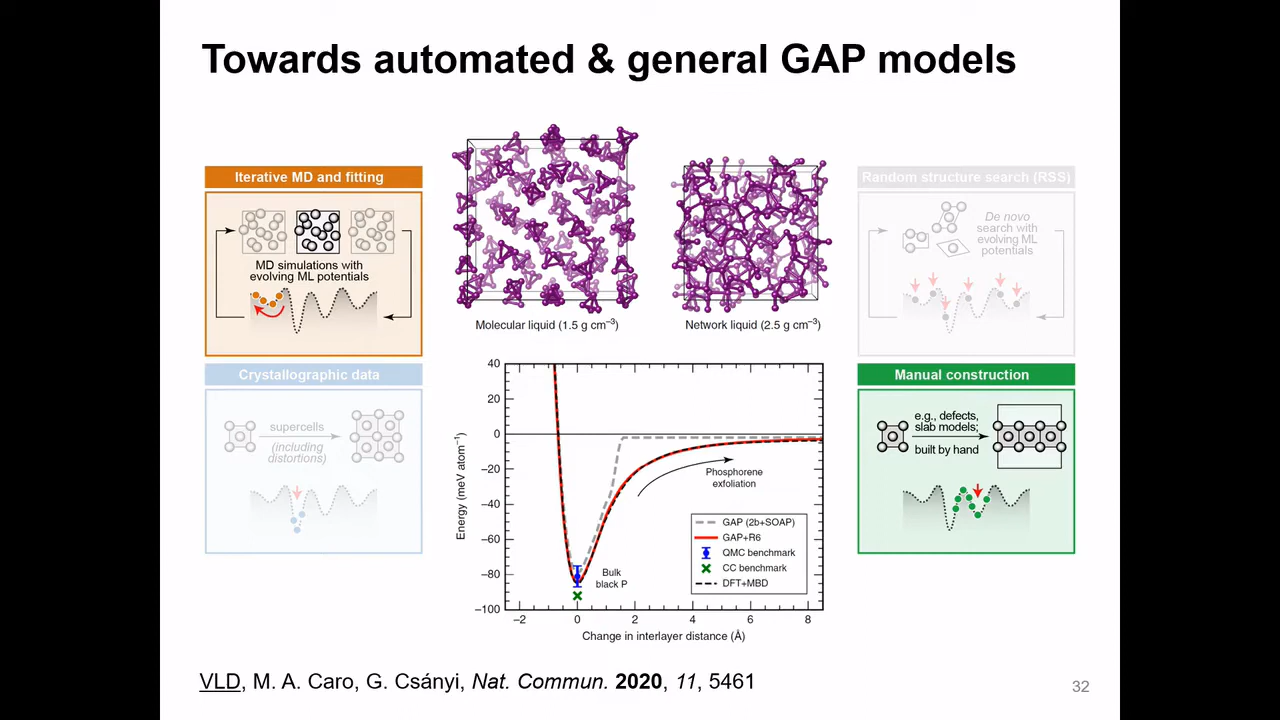 Towards automated & general GAP models
Iterative MD and fitting
MD simulations with
evolving ML potentials
Crystallographic data
supercells
(including
distortions)
Molecular liquid (1.5 g cm⁻³)
Network liquid (2.5 g cm⁻³)
Random structure search (RSS)
De novo
search with
evolving ML
potentials
Manual construction
e.g., defects,
slab models;
built by hand
Energy (meV atom⁻¹)
40
20
0
−20
−40
−60
−80
−100
Phosphorene
exfoliation
GAP (2b+SOAP)
GAP+R6
QMC benchmark
CC benchmark
DFT+MBD
Bulk
black P
−2
0
2
4
6
8
Change in interlayer distance (Å)
VLD, M. A. Caro, G. Csányi, Nat. Commun. 2020, 11, 5461
32